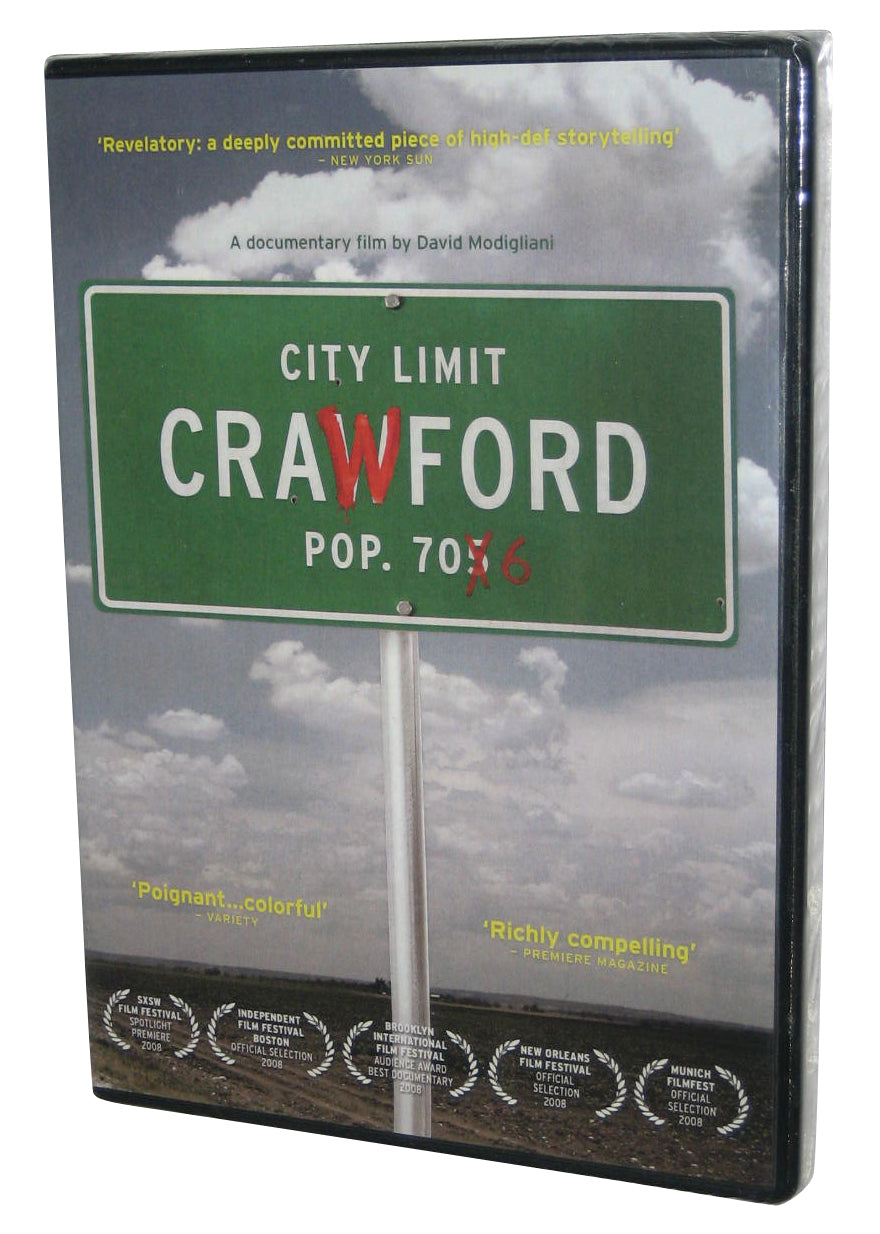 'Revelatory: a deeply committed piece of high-def storytelling'
– NEW YORK SUN
A documentary film by David Modigliani
CITY LIMIT
CRAWFORD
POP. 705 6
'Poignant...colorful'
– VARIETY
'Richly compelling'
– PREMIERE MAGAZINE
SXSW
FILM FESTIVAL
SPOTLIGHT
PREMIERE
2008
INDEPENDENT
FILM FESTIVAL
BOSTON
OFFICIAL SELECTION
2008
BROOKLYN
INTERNATIONAL
FILM FESTIVAL
AUDIENCE AWARD
BEST DOCUMENTARY
2008
NEW ORLEANS
FILM FESTIVAL
OFFICIAL
SELECTION
2008
MUNICH
FILMFEST
OFFICIAL
SELECTION
2008